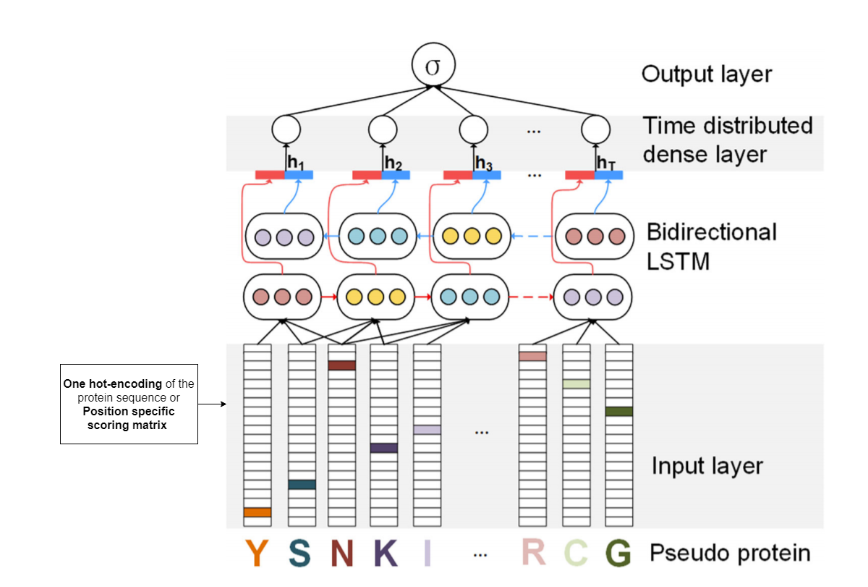 σ
Output layer
Time distributed
dense layer
...
h1 h2 h3 ... hT
Bidirectional
LSTM
One hot-encoding of the
protein sequence or
Position specific
scoring matrix
...
Input layer
Y S N K I ... R C G
Pseudo protein